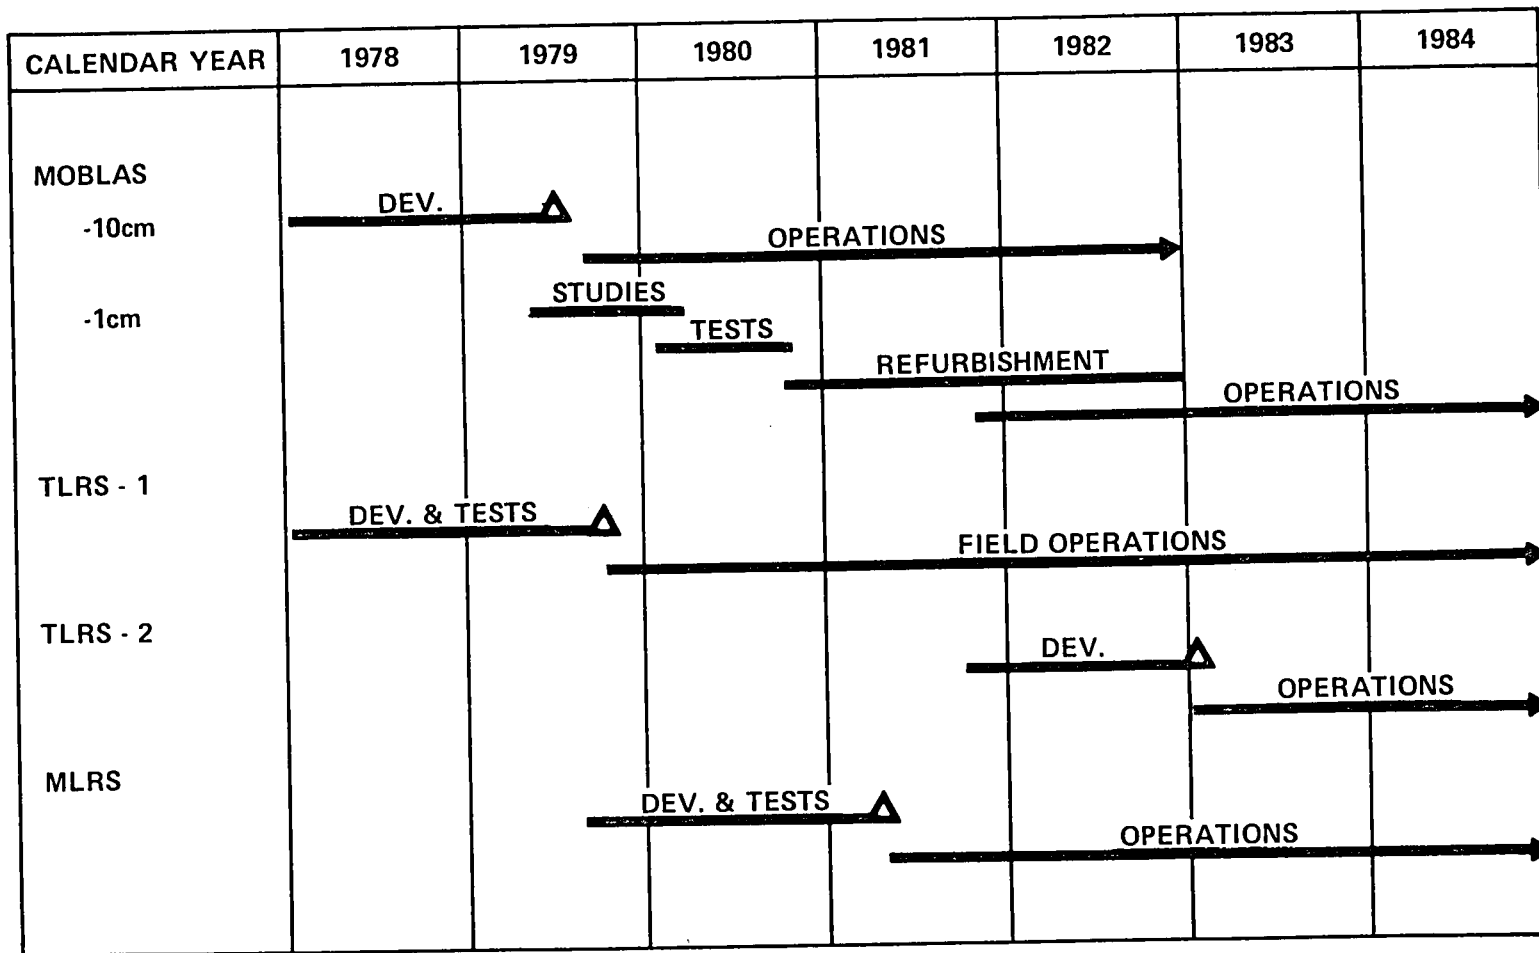 CALENDAR YEAR 1978 1979 1980 1981 1982 1983 1984
MOBLAS
-10cm DEV.
OPERATIONS
-1cm STUDIES
TESTS
REFURBISHMENT
OPERATIONS
TLRS - 1
DEV. & TESTS
FIELD OPERATIONS
TLRS - 2
DEV.
OPERATIONS
MLRS
DEV. & TESTS
OPERATIONS